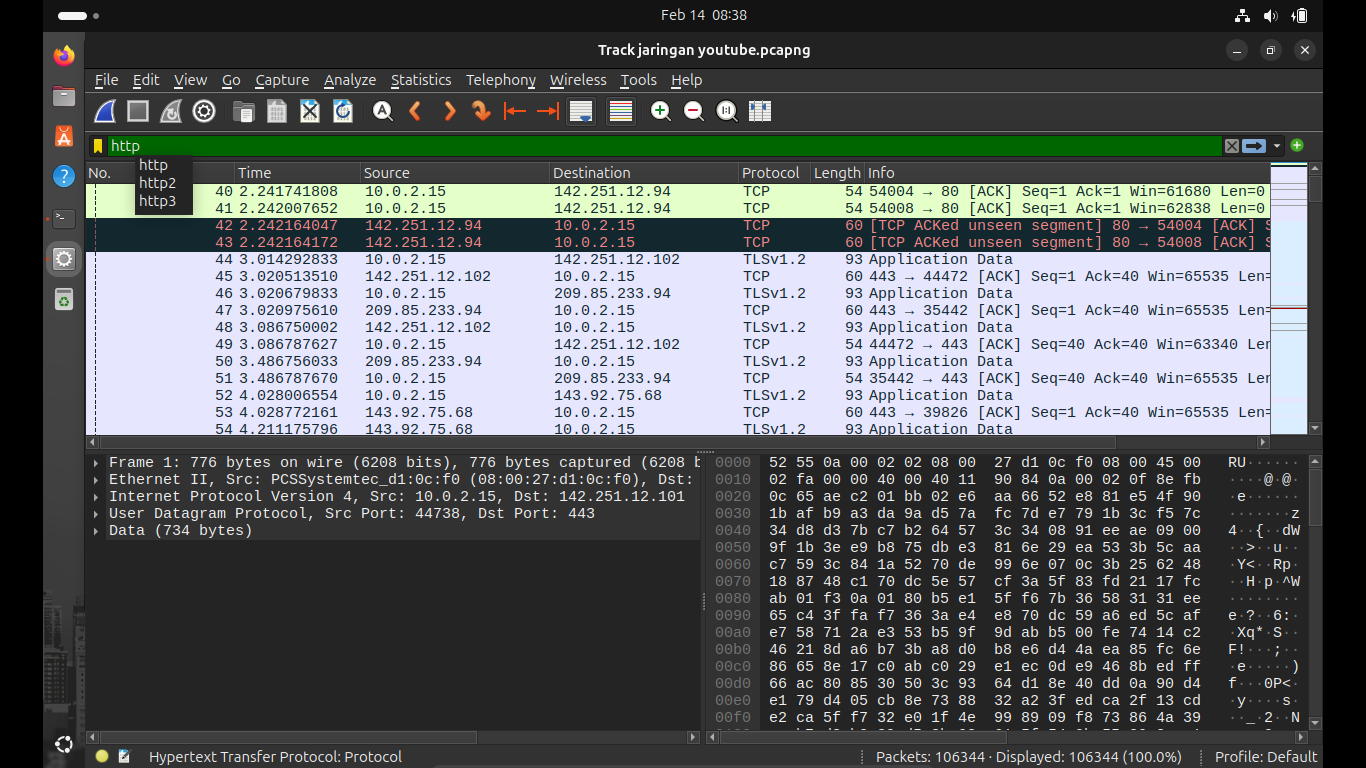 Feb 14 08:38
Track jaringan youtube.pcapng
File Edit View Go Capture Analyze Statistics Telephony Wireless Tools Help
http
http
http2
http3
No. Time Source Destination Protocol Length Info
40 2.241741808 10.0.2.15 142.251.12.94 TCP 54 54004 → 80 [ACK] Seq=1 Ack=1 Win=61680 Len=0
41 2.242007652 10.0.2.15 142.251.12.94 TCP 54 54008 → 80 [ACK] Seq=1 Ack=1 Win=62838 Len=0
42 2.242164047 142.251.12.94 10.0.2.15 TCP 60 [TCP ACKed unseen segment] 80 → 54004 [ACK] S
43 2.242164172 142.251.12.94 10.0.2.15 TCP 60 [TCP ACKed unseen segment] 80 → 54008 [ACK] S
44 3.014292833 10.0.2.15 142.251.12.102 TLSv1.2 93 Application Data
45 3.020513510 142.251.12.102 10.0.2.15 TCP 60 443 → 44472 [ACK] Seq=1 Ack=40 Win=65535 Len=
46 3.020679833 10.0.2.15 209.85.233.94 TLSv1.2 93 Application Data
47 3.020975610 209.85.233.94 10.0.2.15 TCP 60 443 → 35442 [ACK] Seq=1 Ack=40 Win=65535 Len=
48 3.086750002 142.251.12.102 10.0.2.15 TLSv1.2 93 Application Data
49 3.086787627 10.0.2.15 142.251.12.102 TCP 54 44472 → 443 [ACK] Seq=40 Ack=40 Win=63340 Len
50 3.486756033 209.85.233.94 10.0.2.15 TLSv1.2 93 Application Data
51 3.486787670 10.0.2.15 209.85.233.94 TCP 54 35442 → 443 [ACK] Seq=40 Ack=40 Win=65535 Len
52 4.028006554 10.0.2.15 143.92.75.68 TLSv1.2 93 Application Data
53 4.028772161 143.92.75.68 10.0.2.15 TCP 60 443 → 39826 [ACK] Seq=1 Ack=40 Win=65535 Len=
54 4.211175796 143.92.75.68 10.0.2.15 TLSv1.2 93 Application Data
Frame 1: 776 bytes on wire (6208 bits), 776 bytes captured (6208 b
Ethernet II, Src: PCSSystemtec_d1:0c:f0 (08:00:27:d1:0c:f0), Dst:
Internet Protocol Version 4, Src: 10.0.2.15, Dst: 142.251.12.101
User Datagram Protocol, Src Port: 44738, Dst Port: 443
Data (734 bytes)
0000 52 55 0a 00 02 02 08 00 27 d1 0c f0 08 00 45 00 RU······
0010 02 fa 00 00 40 00 40 11 90 84 0a 00 02 0f 8e fb ····@·@·
0020 0c 65 ae c2 01 bb 02 e6 aa 66 52 e8 81 e5 4f 90 ·e······
0030 1b af b9 a3 da 9a d5 7a fc 7d e7 79 1b 3c f5 7c ·······z
0040 34 d8 d3 7b c7 b2 64 57 3c 34 08 91 ee ae 09 00 4··{··dW
0050 9f 1b 3e e9 b8 75 db e3 81 6e 29 ea 53 3b 5c aa ··>··u··
0060 c7 59 3c 84 1a 52 70 de 99 6e 07 0c 3b 25 62 48 ·Y<··Rp·
0070 18 87 48 c1 70 dc 5e 57 cf 3a 5f 83 fd 21 17 fc ··H·p·^W
0080 ab 01 f3 0a 01 80 b5 e1 5f f6 7b 36 58 31 31 ee ········
0090 65 c4 3f fa f7 36 3a e4 e8 70 dc 59 a6 ed 5c af e·?··6:·
00a0 e7 58 71 2a e3 53 b5 9f 9d ab b5 00 fe 74 14 c2 ·Xq*·S··
00b0 46 21 8d a6 b7 3b a8 d0 b8 e6 d4 4a ea 85 fc 6e F!···;··
00c0 86 65 8e 17 c0 ab c0 29 e1 ec 0d e9 46 8b ed ff ·e·····)
00d0 66 ac 80 85 30 50 3c 93 64 d1 8e 40 dd 0a 90 d4 f···0P<·
00e0 e1 79 d4 05 cb 8e 73 88 32 a2 3f ed ca 2f 13 cd ·y····s·
00f0 e2 ca 5f f7 32 e0 1f 4e 99 89 09 f8 73 86 4a 39 ··_·2··N
Hypertext Transfer Protocol: Protocol
Packets: 106344 · Displayed: 106344 (100.0%)
Profile: Default